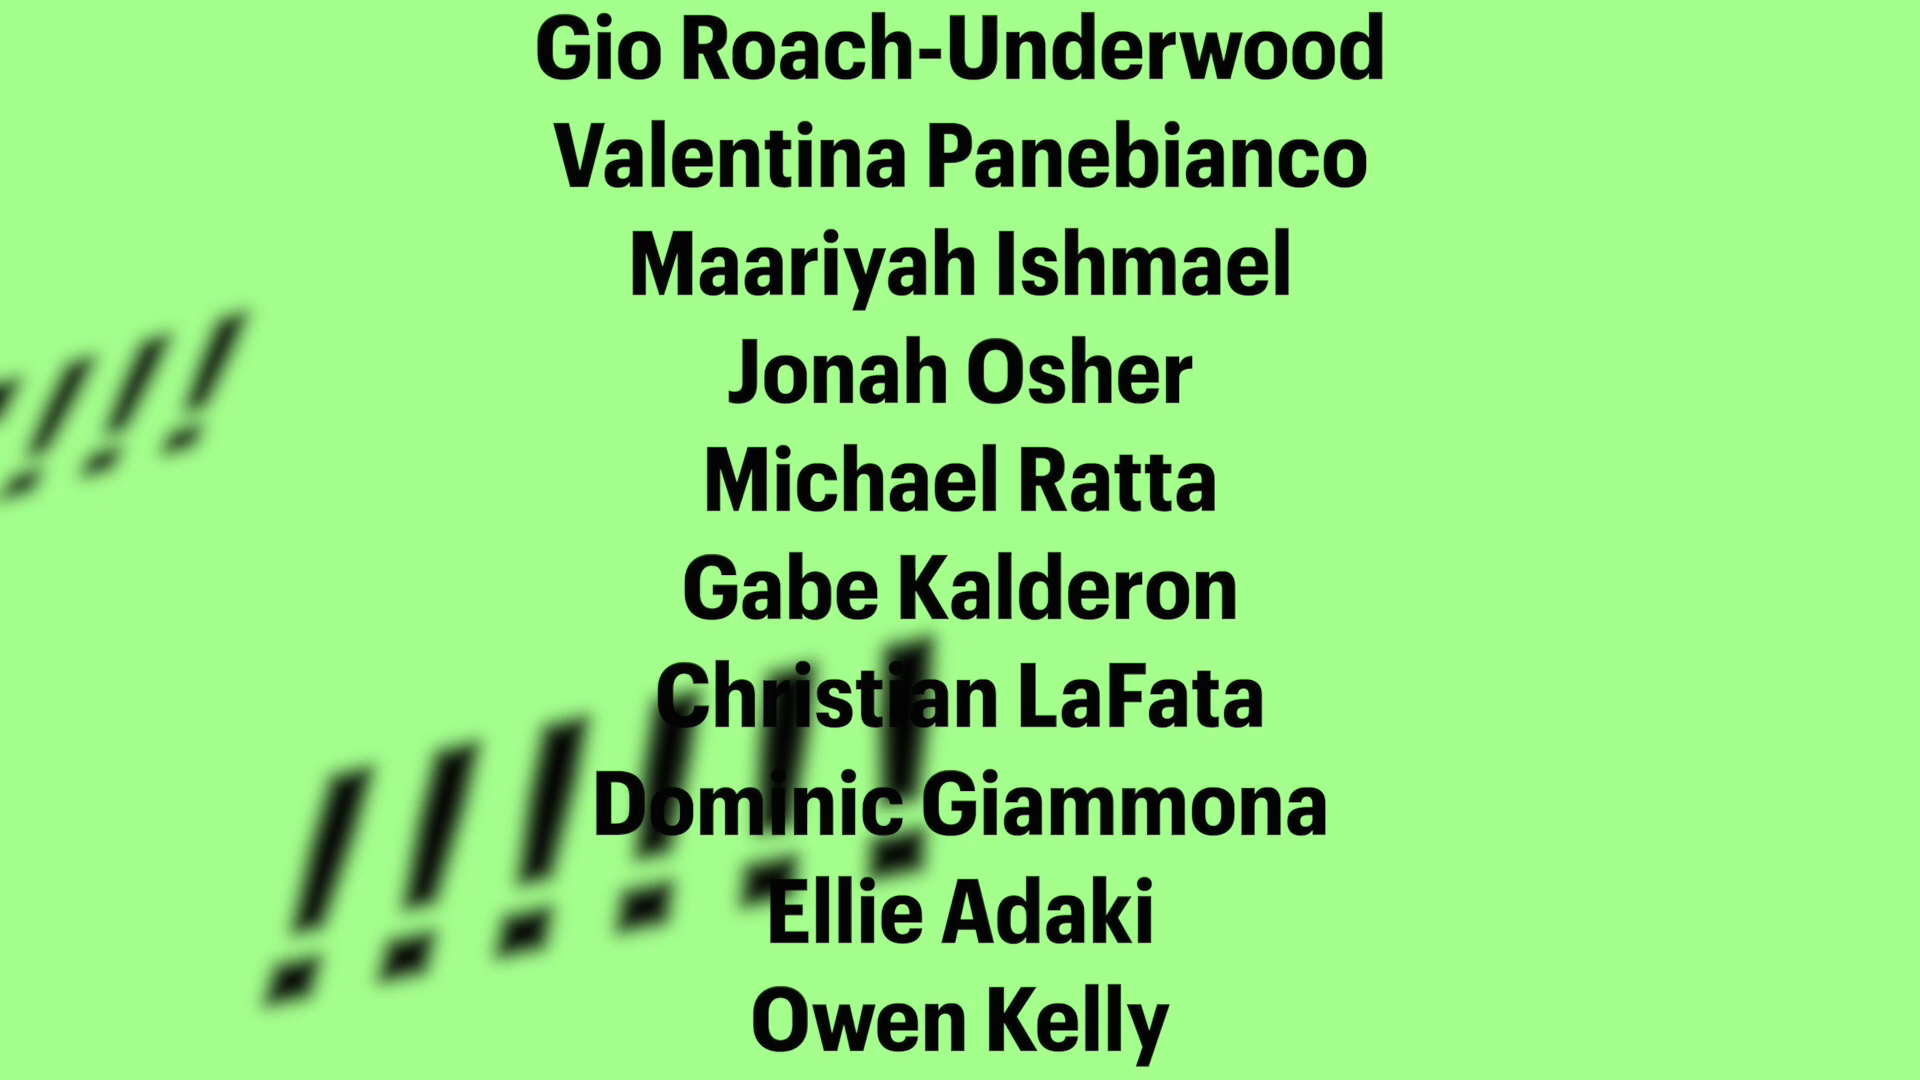 Gio Roach-Underwood
Valentina Panebianco
Maariyah Ishmael
!!!!
Jonah Osher
Michael Ratta
Gabe Kalderon
Christian LaFata
!!!!!!
Dominic Giammona
Ellie Adaki
Owen Kelly